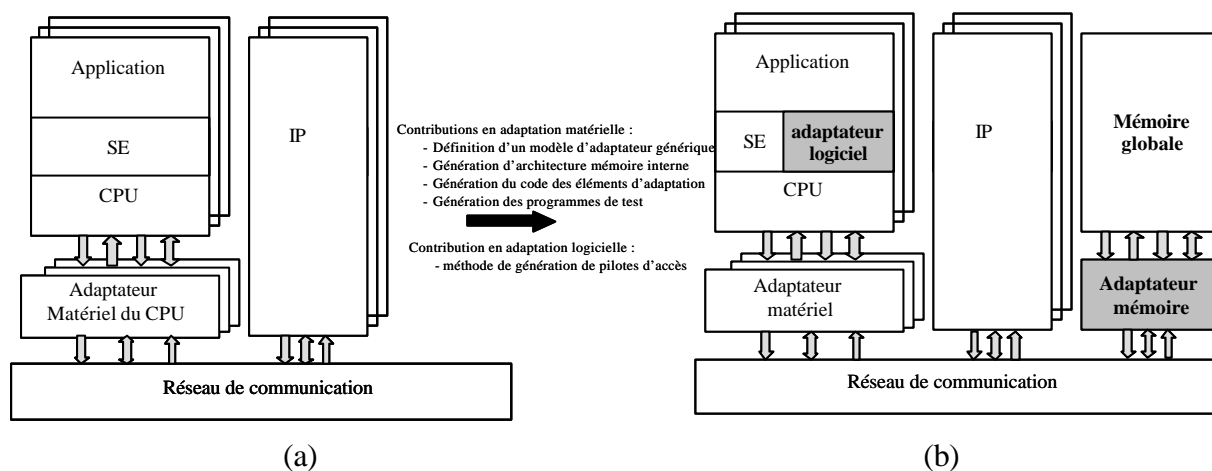 Application
SE
CPU
IP
Adaptateur
Matériel du CPU
Réseau de communication
(a)
Contributions en adaptation matérielle :
- Définition d'un modèle d'adaptateur générique
- Génération d'architecture mémoire interne
- Génération du code des éléments d'adaptation
- Génération des programmes de test
Contribution en adaptation logicielle :
- méthode de génération de pilotes d'accès
Application
SE
adaptateur
logiciel
CPU
IP
Mémoire
globale
Adaptateur
matériel
Adaptateur
mémoire
Réseau de communication
(b)